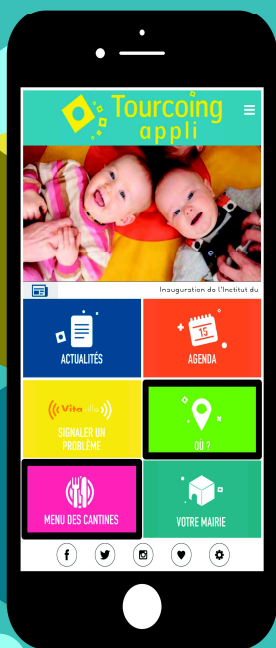 Tourcoing
appli
Inauguration de l'Institut du
ACTUALITÉS
15
AGENDA
((Vita ville))
SIGNALER UN
PROBLÈME
OÙ ?
MENU DES CANTINES
VOTRE MAIRIE